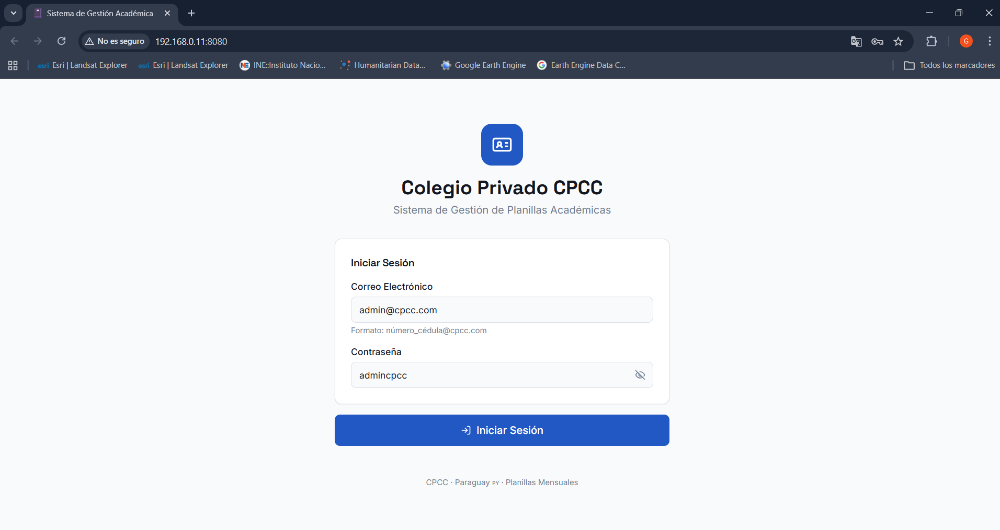 Sistema de Gestión Académica
No es seguro 192.168.0.11:8080 G
esri Esri | Landsat Explorer esri Esri | Landsat Explorer NE INE::Instituto Nacio... Humanitarian Data... Google Earth Engine G Earth Engine Data C... Todos los marcadores
Colegio Privado CPCC
Sistema de Gestión de Planillas Académicas
Iniciar Sesión
Correo Electrónico
admin@cpcc.com
Formato: número_cédula@cpcc.com
Contraseña
admincpcc
Iniciar Sesión
CPCC · Paraguay PY · Planillas Mensuales